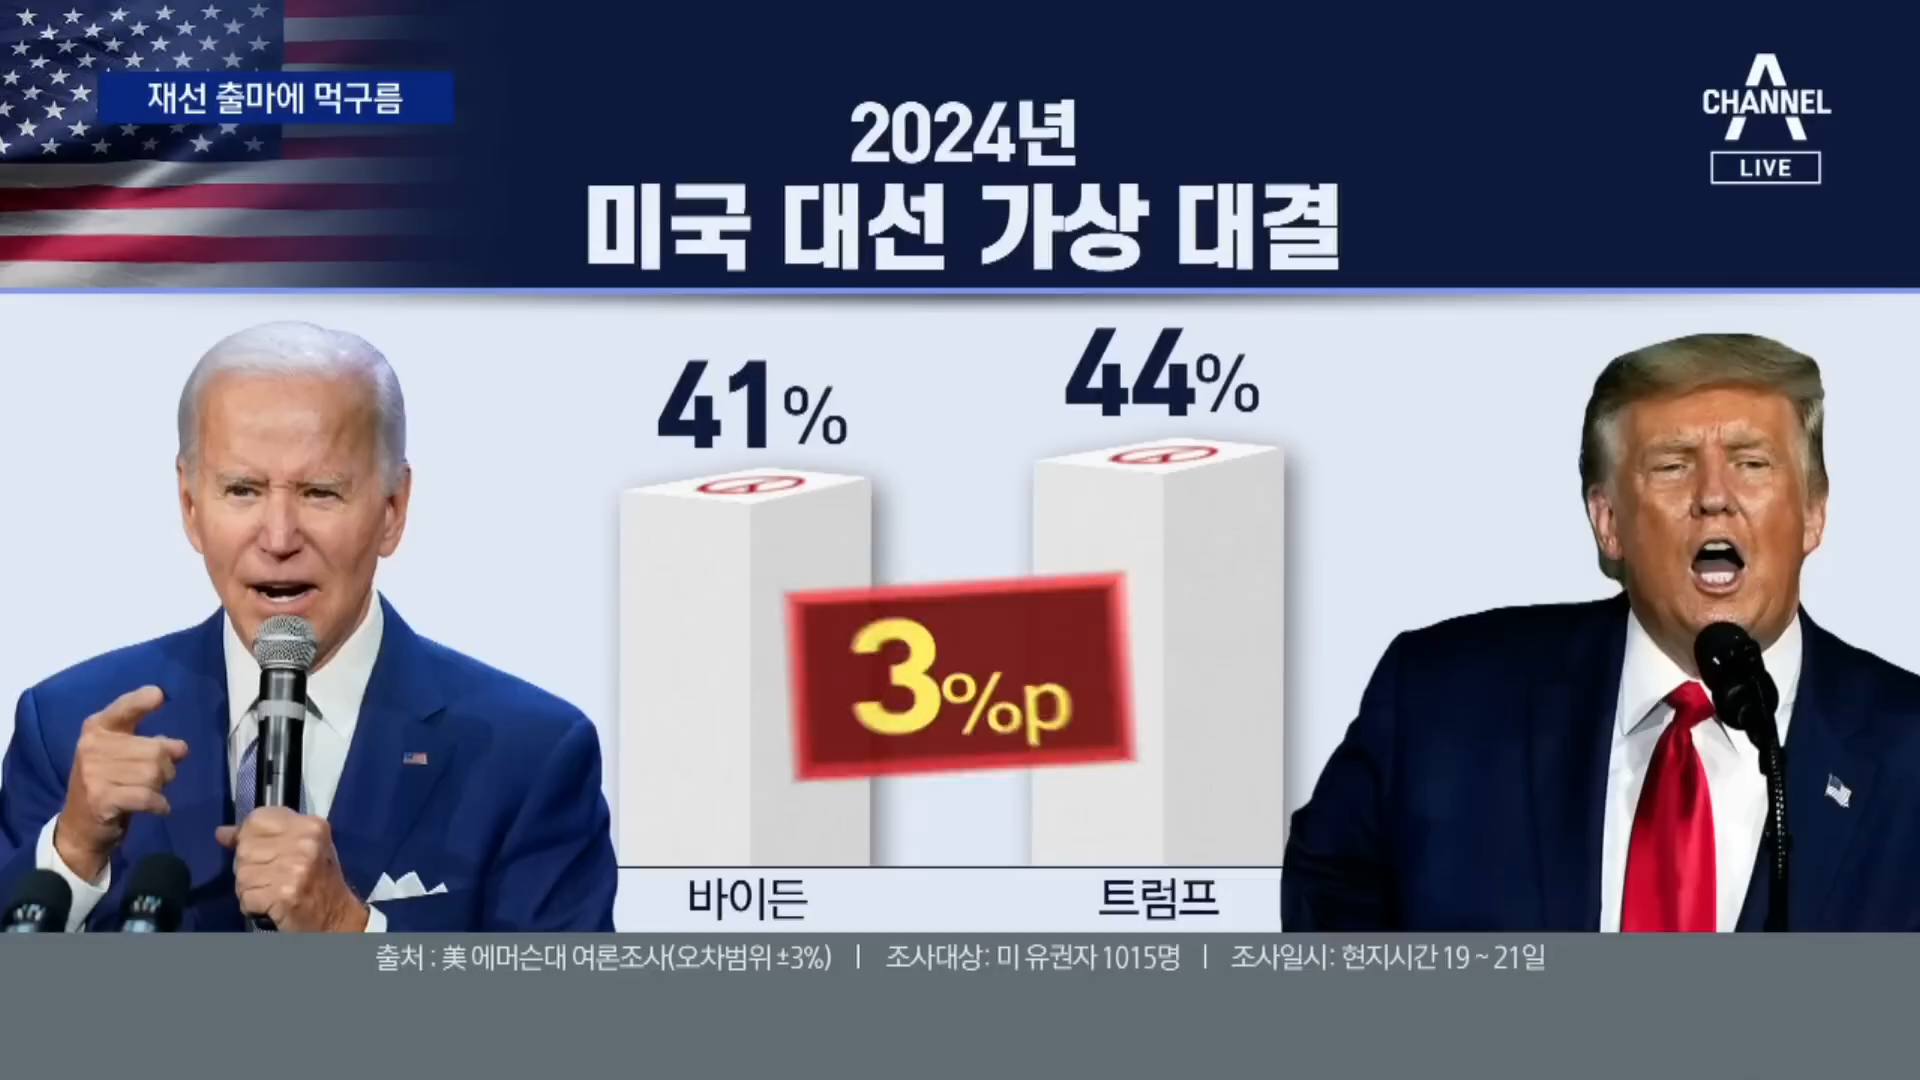 재선 출마에 먹구름
CHANNEL
LIVE
2024년
미국 대선 가상 대결
41%
44%
3%p
바이든
트럼프
출처 : 美 에머슨대 여론조사(오차범위 ±3%) | 조사대상: 미 유권자 1015명 | 조사일시: 현지시간 19 ~ 21일